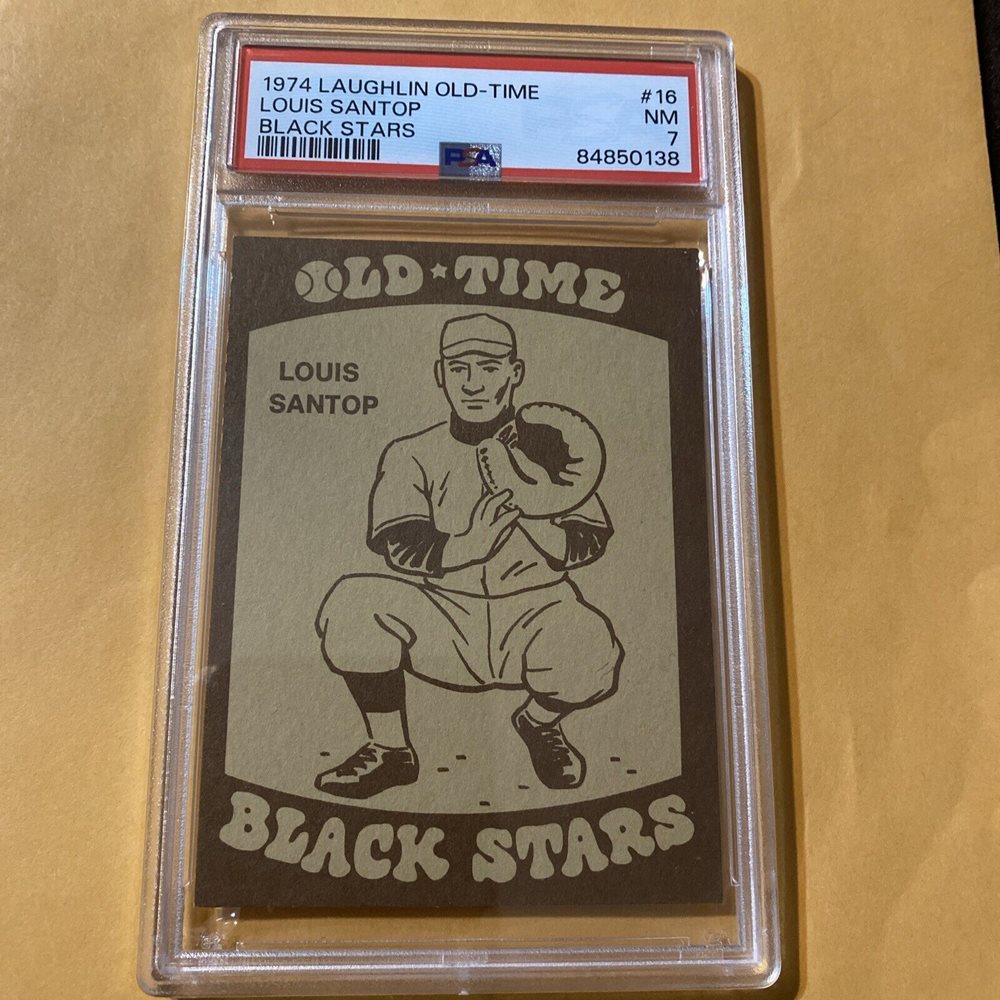 1974 LAUGHLIN OLD-TIME #16
LOUIS SANTOP NM
BLACK STARS 7
PSA 84850138
OLD TIME
LOUIS
SANTOP
BLACK STARS